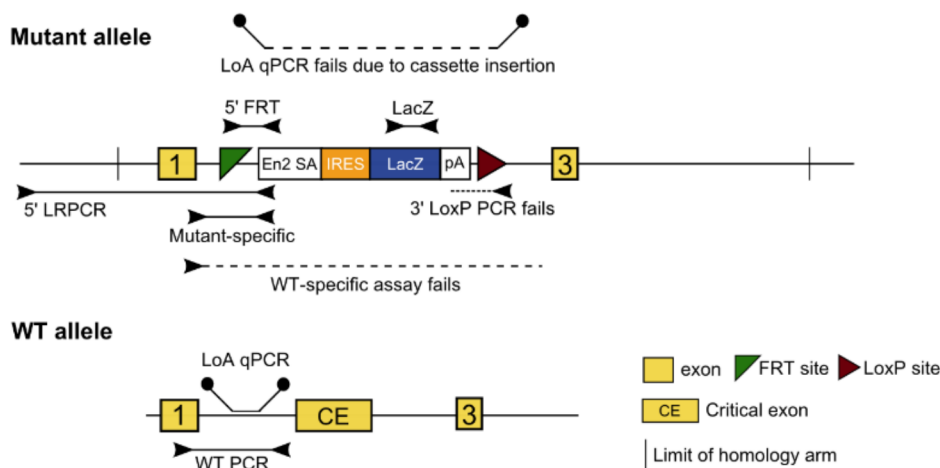 Mutant allele
LoA qPCR fails due to cassette insertion
5' FRT
LacZ
1
En2 SA
IRES
LacZ
pA
3
5' LRPCR
3' LoxP PCR fails
Mutant-specific
WT-specific assay fails
WT allele
LoA qPCR
1
CE
3
WT PCR
exon
FRT site
LoxP site
CE
Critical exon
Limit of homology arm